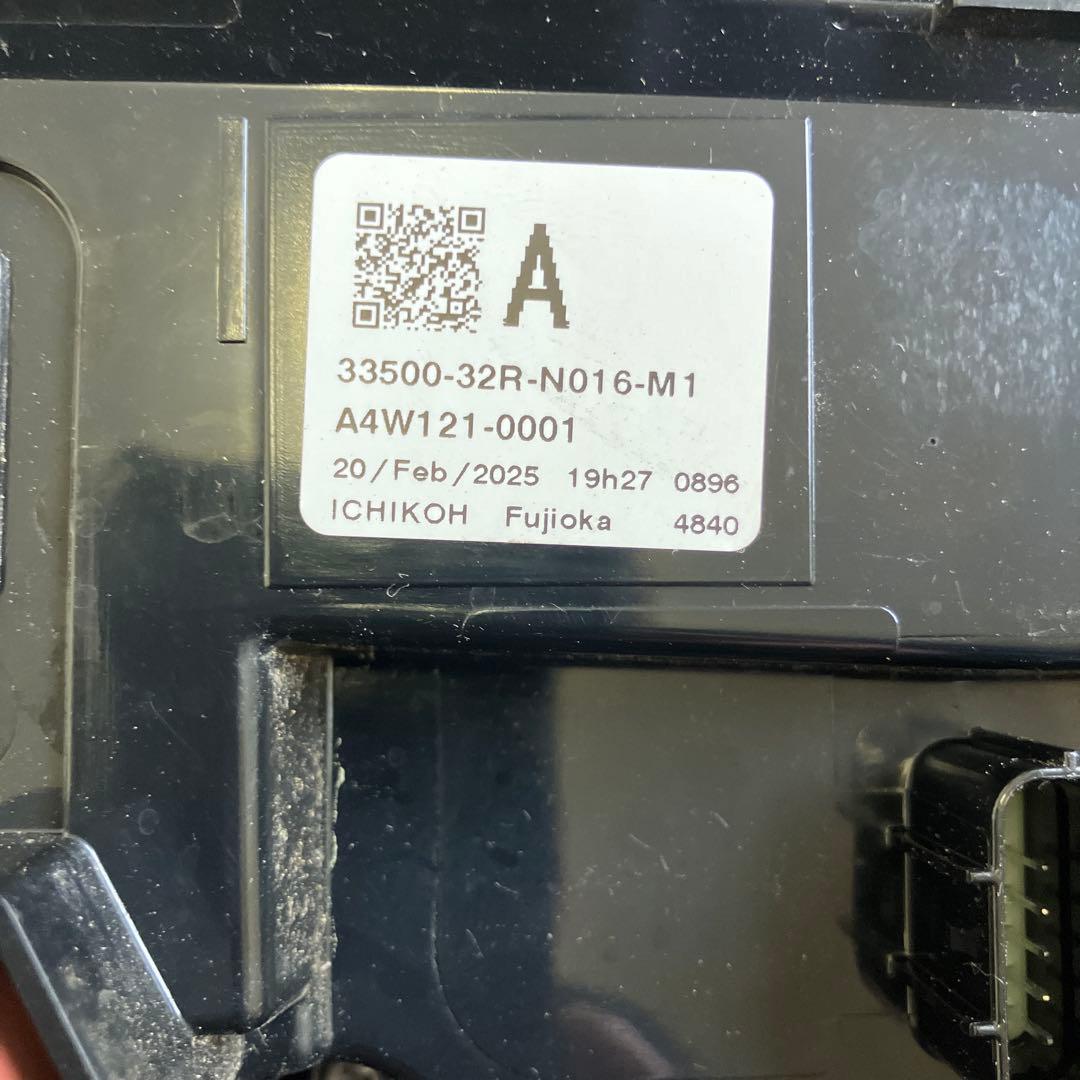 A
33500-32R-N016-M1
A4W121-0001
20/Feb/2025 19h27 0896
ICHIKOH Fujioka 4840